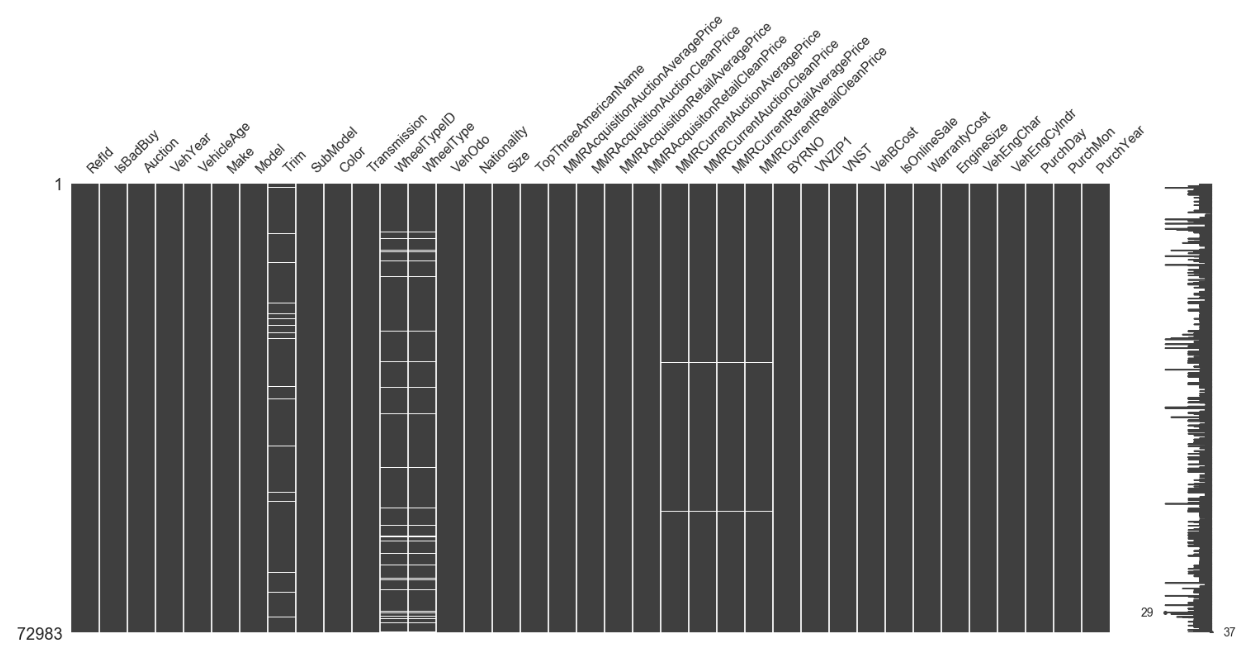 RefId
IsBadBuy
Auction
VehYear
VehicleAge
Make
Model
Trim
SubModel
Color
Transmission
WheelTypeID
WheelType
VehOdo
Nationality
Size
TopThreeAmericanName
MMRAcquisitionAuctionAveragePrice
MMRAcquisitionAuctionCleanPrice
MMRAcquisitionRetailAveragePrice
MMRAcquisitonRetailCleanPrice
MMRCurrentAuctionAveragePrice
MMRCurrentAuctionCleanPrice
MMRCurrentRetailAveragePrice
MMRCurrentRetailCleanPrice
BYRNO
VNZIP1
VNST
VehBCost
IsOnlineSale
WarrantyCost
EngineSize
VehEngChar
VehEngCylndr
PurchDay
PurchMon
PurchYear
1
29
72983
37